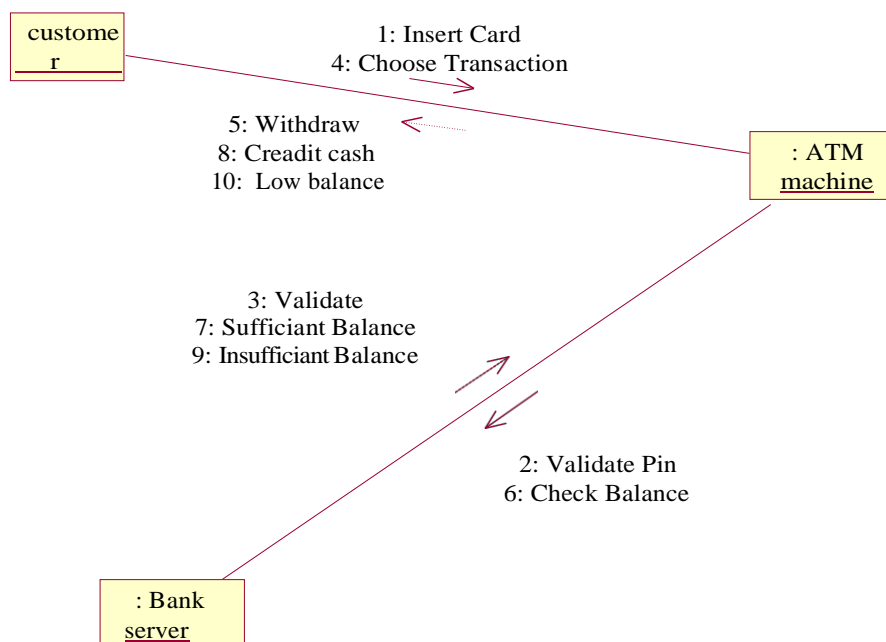 custome
r
1: Insert Card
4: Choose Transaction
5: Withdraw
8: Creadit cash
10: Low balance
: ATM
machine
3: Validate
7: Sufficiant Balance
9: Insufficiant Balance
2: Validate Pin
6: Check Balance
: Bank
server